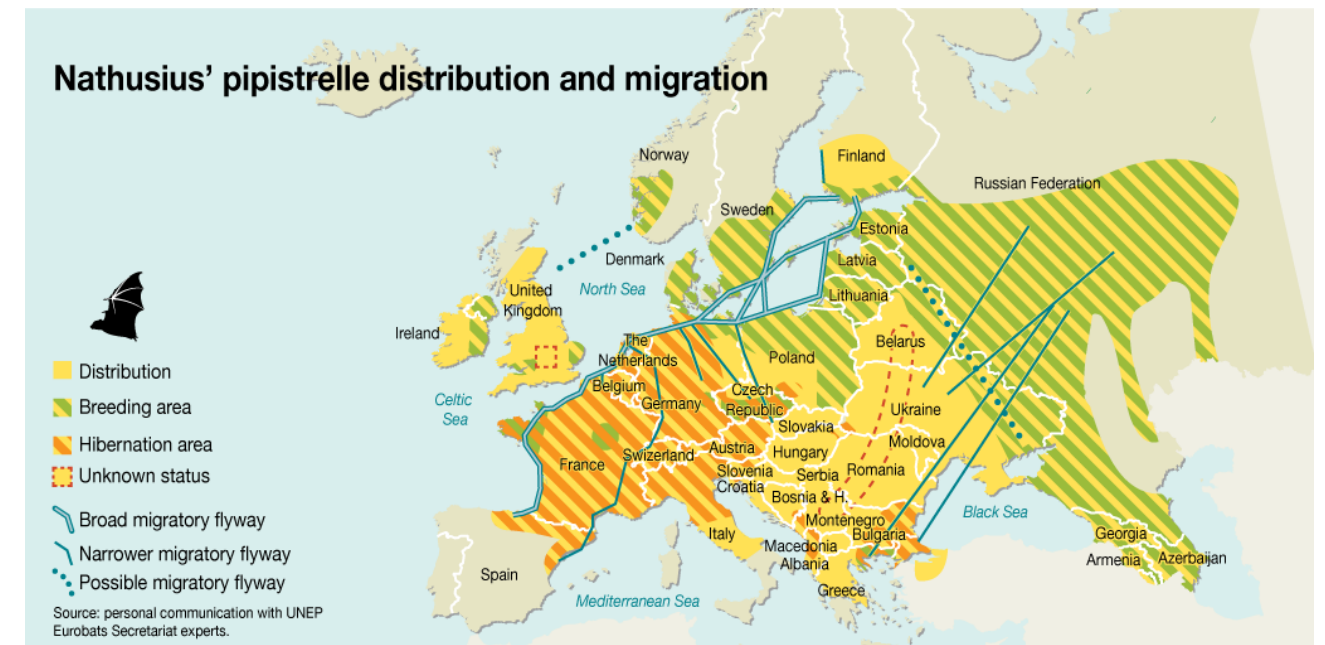 Nathusius' pipistrelle distribution and migration
Norway
Finland
Russian Federation
Sweden
Estonia
Denmark
Latvia
North Sea
United
Kingdom
Lithuania
Ireland
The
Netherlands
Belarus
Poland
Distribution
Belgium
Czech
Republic
Celtic
Sea
Germany
Ukraine
Breeding area
Slovakia
Moldova
Hibernation area
Austria
Hungary
France
Swizerland
Slovenia
Romania
Serbia
Unknown status
Croatia
Bosnia & H.
Black Sea
Broad migratory flyway
Montenegro
Bulgaria
Italy
Georgia
Narrower migratory flyway
Macedonia
Armenia
Azerbaijan
Albania
Spain
Possible migratory flyway
Greece
Mediterranean Sea
Source: personal communication with UNEP
Eurobats Secretariat experts.